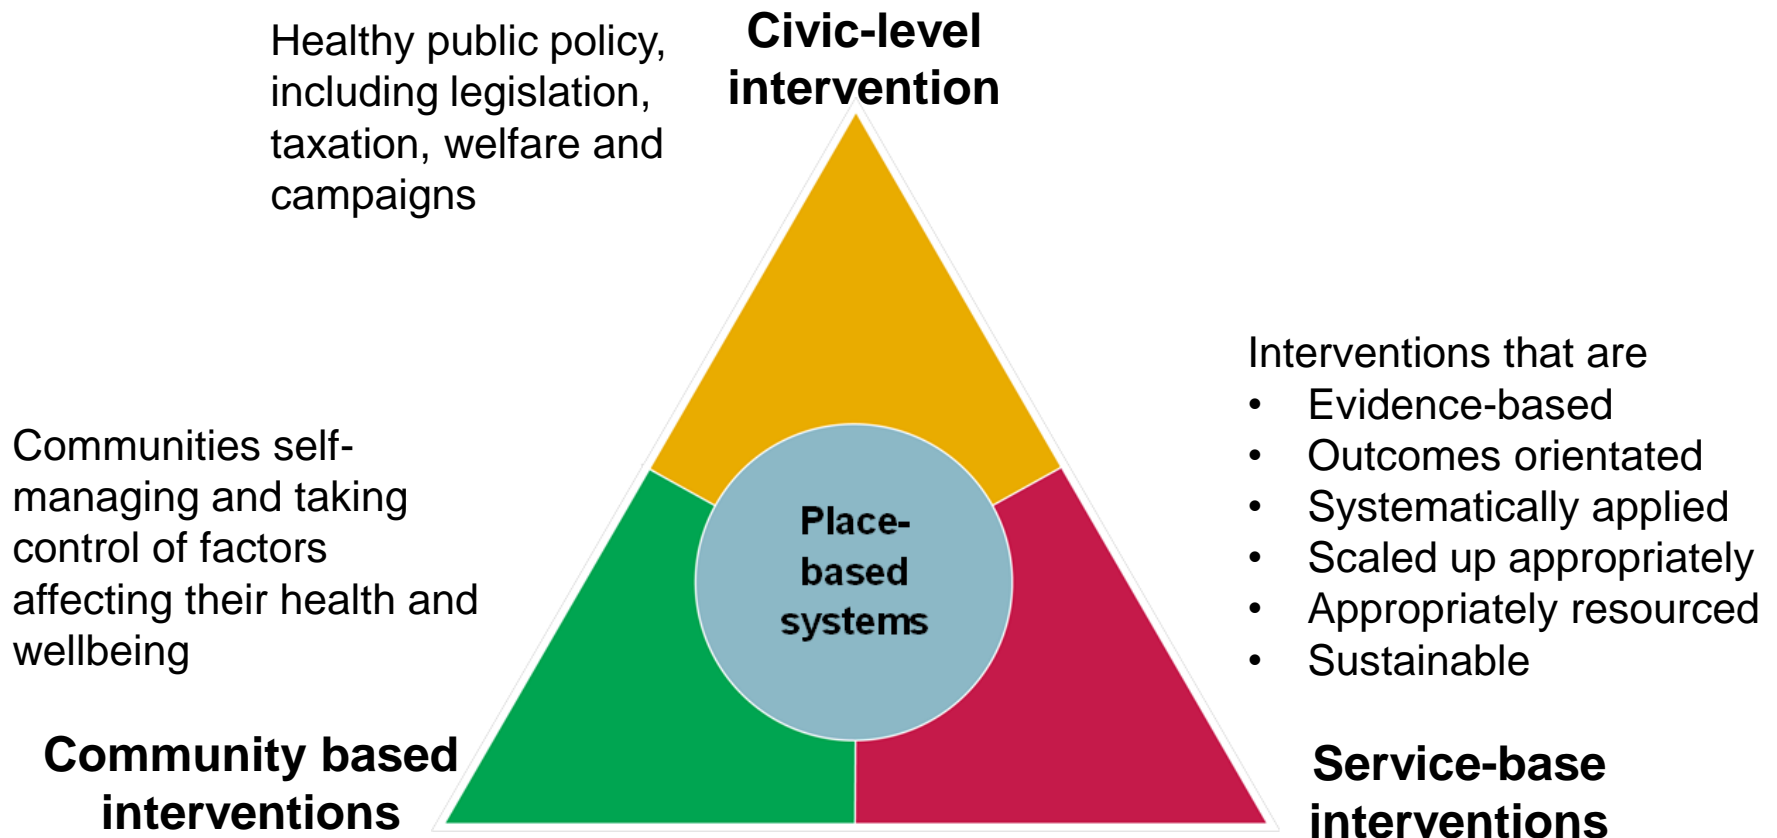 Healthy public policy,
including legislation,
taxation, welfare and
campaigns
Civic-level
intervention
Communities self-
managing and taking
control of factors
affecting their health and
wellbeing
Community based
interventions
Place-
based
systems
Interventions that are
• Evidence-based
• Outcomes orientated
• Systematically applied
• Scaled up appropriately
• Appropriately resourced
• Sustainable
Service-base
interventions